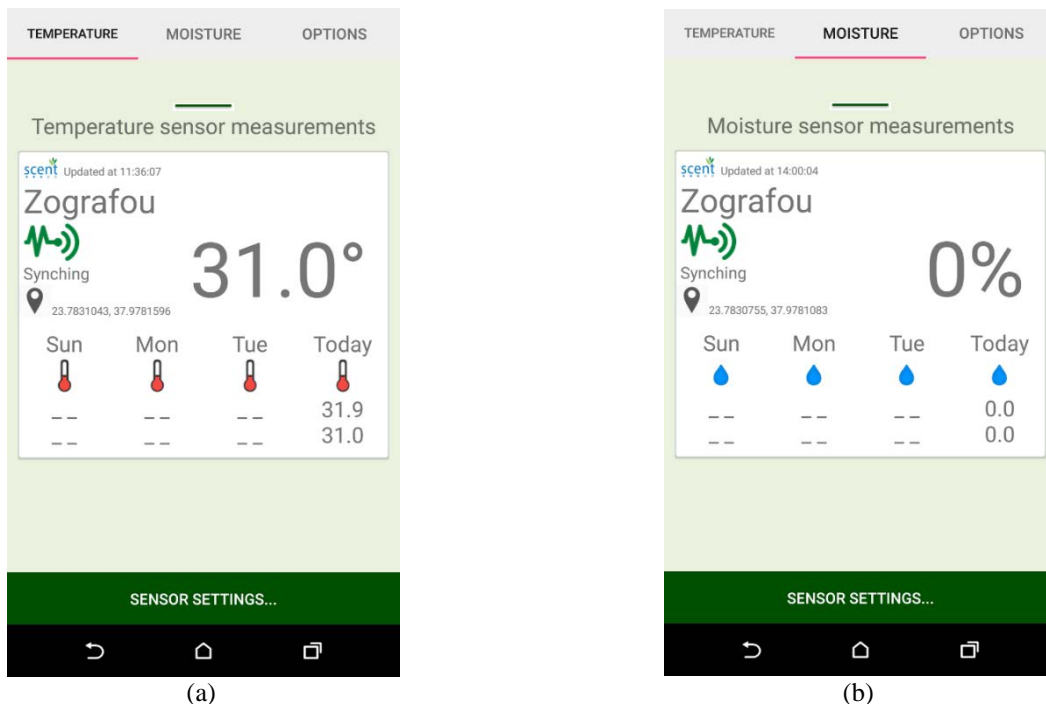 TEMPERATURE MOISTURE OPTIONS
Temperature sensor measurements
scent Updated at 11:36:07
Zografou
31.0°
Synching
23.7831043, 37.9781596
Sun Mon Tue Today
-- -- -- 31.9
-- -- -- 31.0
SENSOR SETTINGS...
(a)
TEMPERATURE MOISTURE OPTIONS
Moisture sensor measurements
scent Updated at 14:00:04
Zografou
0%
Synching
23.7830755, 37.9781083
Sun Mon Tue Today
-- -- -- 0.0
-- -- -- 0.0
SENSOR SETTINGS...
(b)